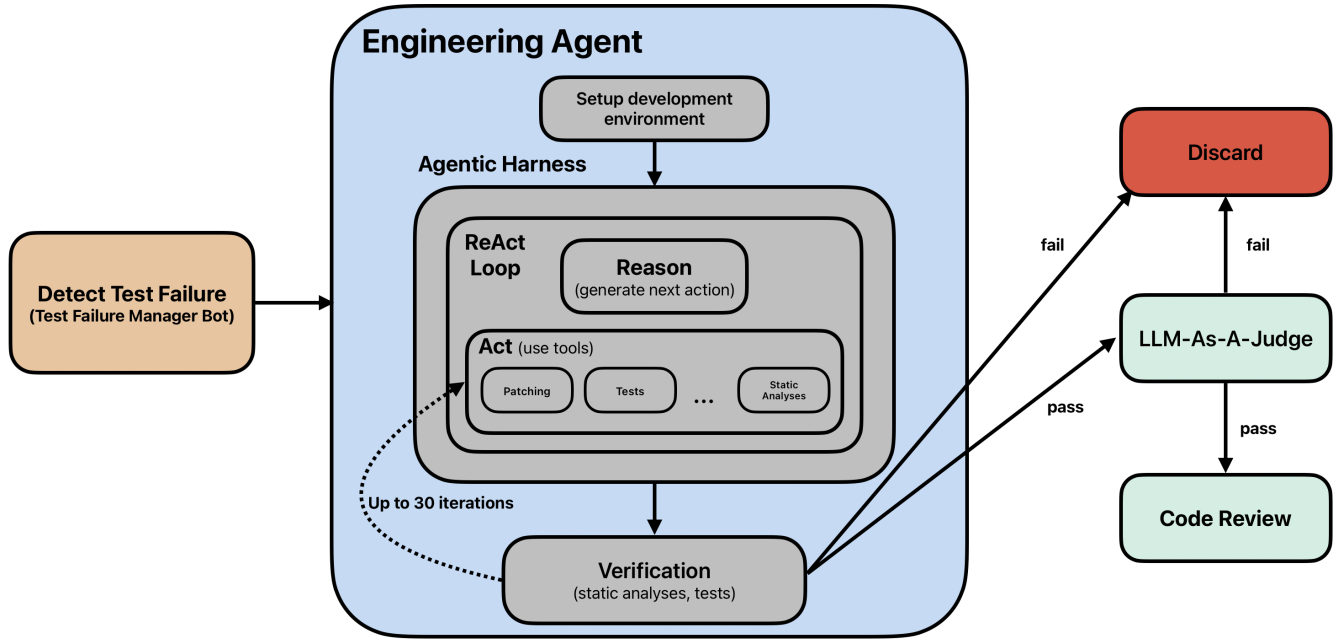 Engineering Agent
Setup development
environment
Agentic Harness
ReAct
Loop
Reason
(generate next action)
Act (use tools)
Patching
Tests
...
Static
Analyses
Up to 30 iterations
Verification
(static analyses, tests)
Detect Test Failure
(Test Failure Manager Bot)
fail
pass
Discard
fail
LLM-As-A-Judge
pass
Code Review